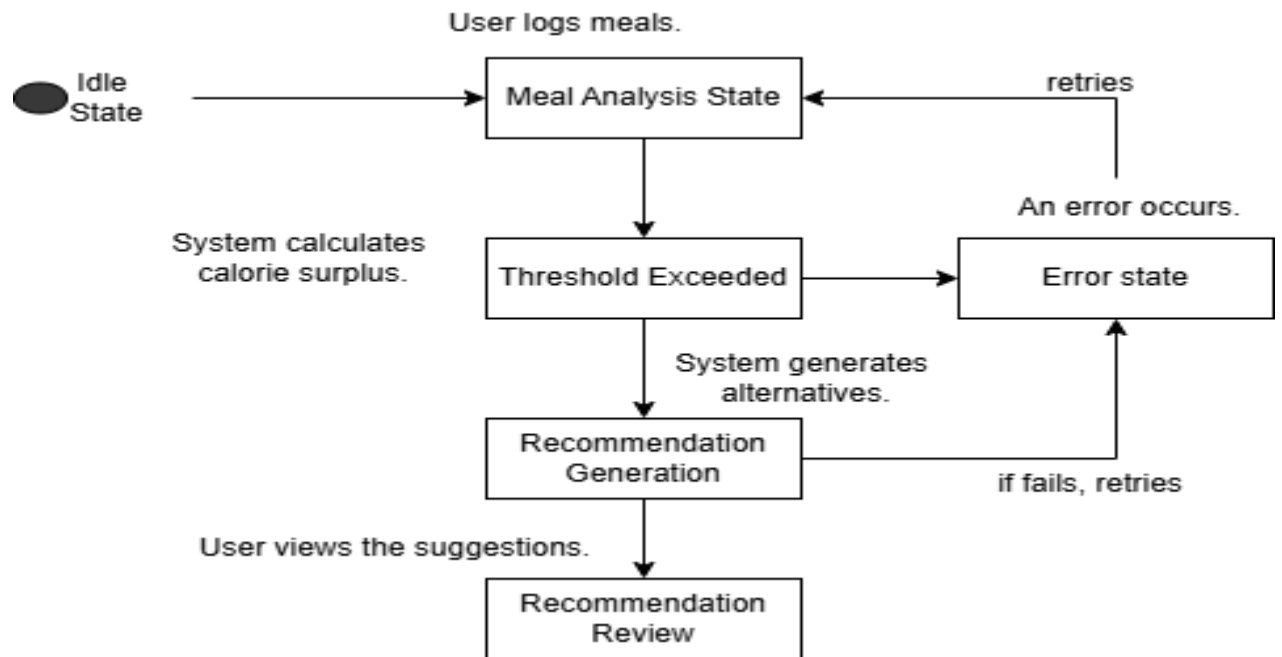 User logs meals.
Idle
State
Meal Analysis State
retries
An error occurs.
System calculates
calorie surplus.
Threshold Exceeded
Error state
System generates
alternatives.
Recommendation
Generation
if fails, retries
User views the suggestions.
Recommendation
Review